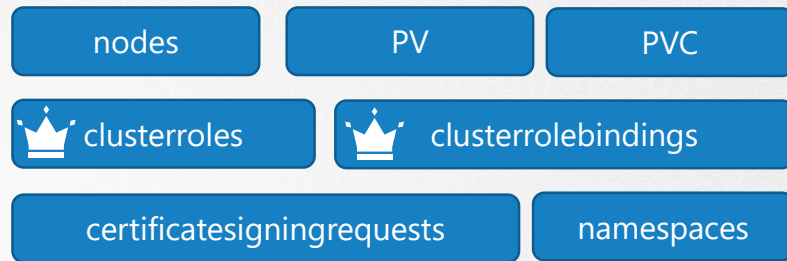 nodes PV PVC
clusterroles clusterrolebindings
certificatesigningrequests namespaces